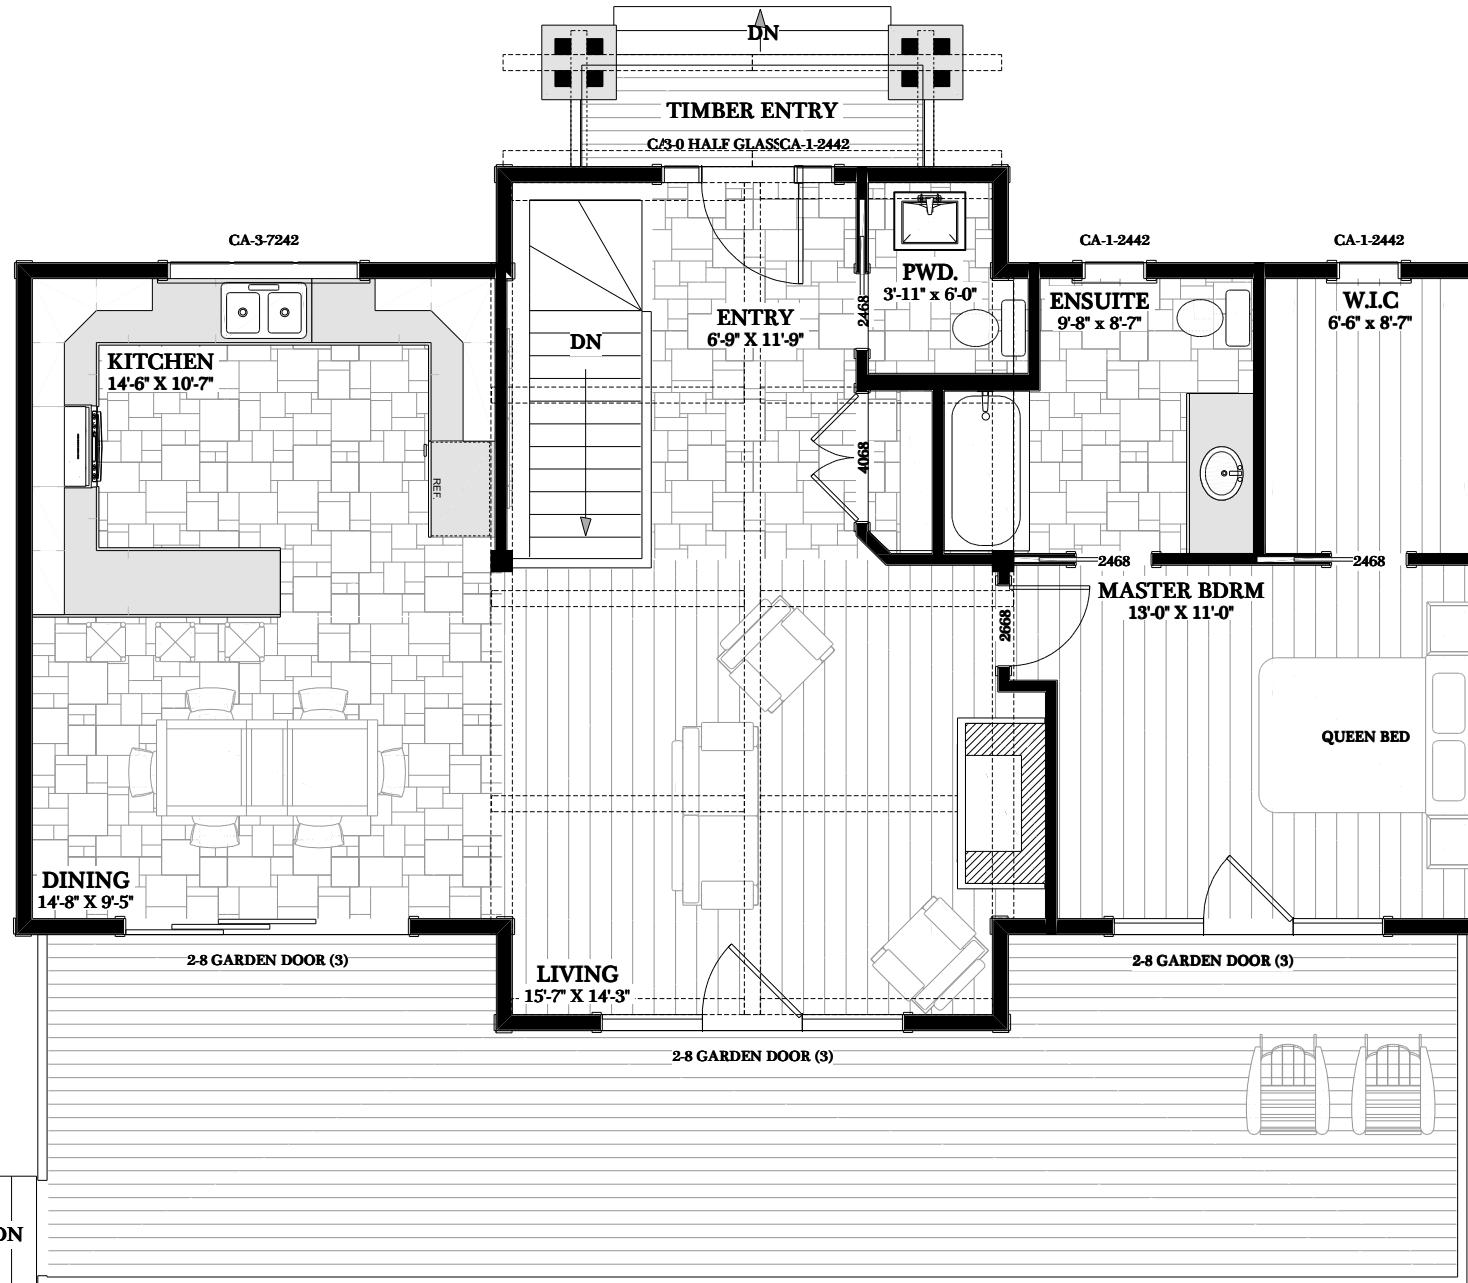 DN
TIMBER ENTRY
3-0 HALF GLASS
CA-1-2442
CA-3-7242
CA-1-2442
CA-1-2442
PWD.
3'-11" x 6'-0"
ENSUITE
9'-8" x 8'-7"
W.I.C
6'-6" x 8'-7"
2468
ENTRY
6'-9" X 11'-9"
DN
KITCHEN
14'-6" X 10'-7"
4068
REF.
2468
2468
MASTER BDRM
13'-0" X 11'-0"
2668
QUEEN BED
DINING
14'-8" X 9'-5"
2-8 GARDEN DOOR (3)
2-8 GARDEN DOOR (3)
LIVING
15'-7" X 14'-3"
2-8 GARDEN DOOR (3)
DN